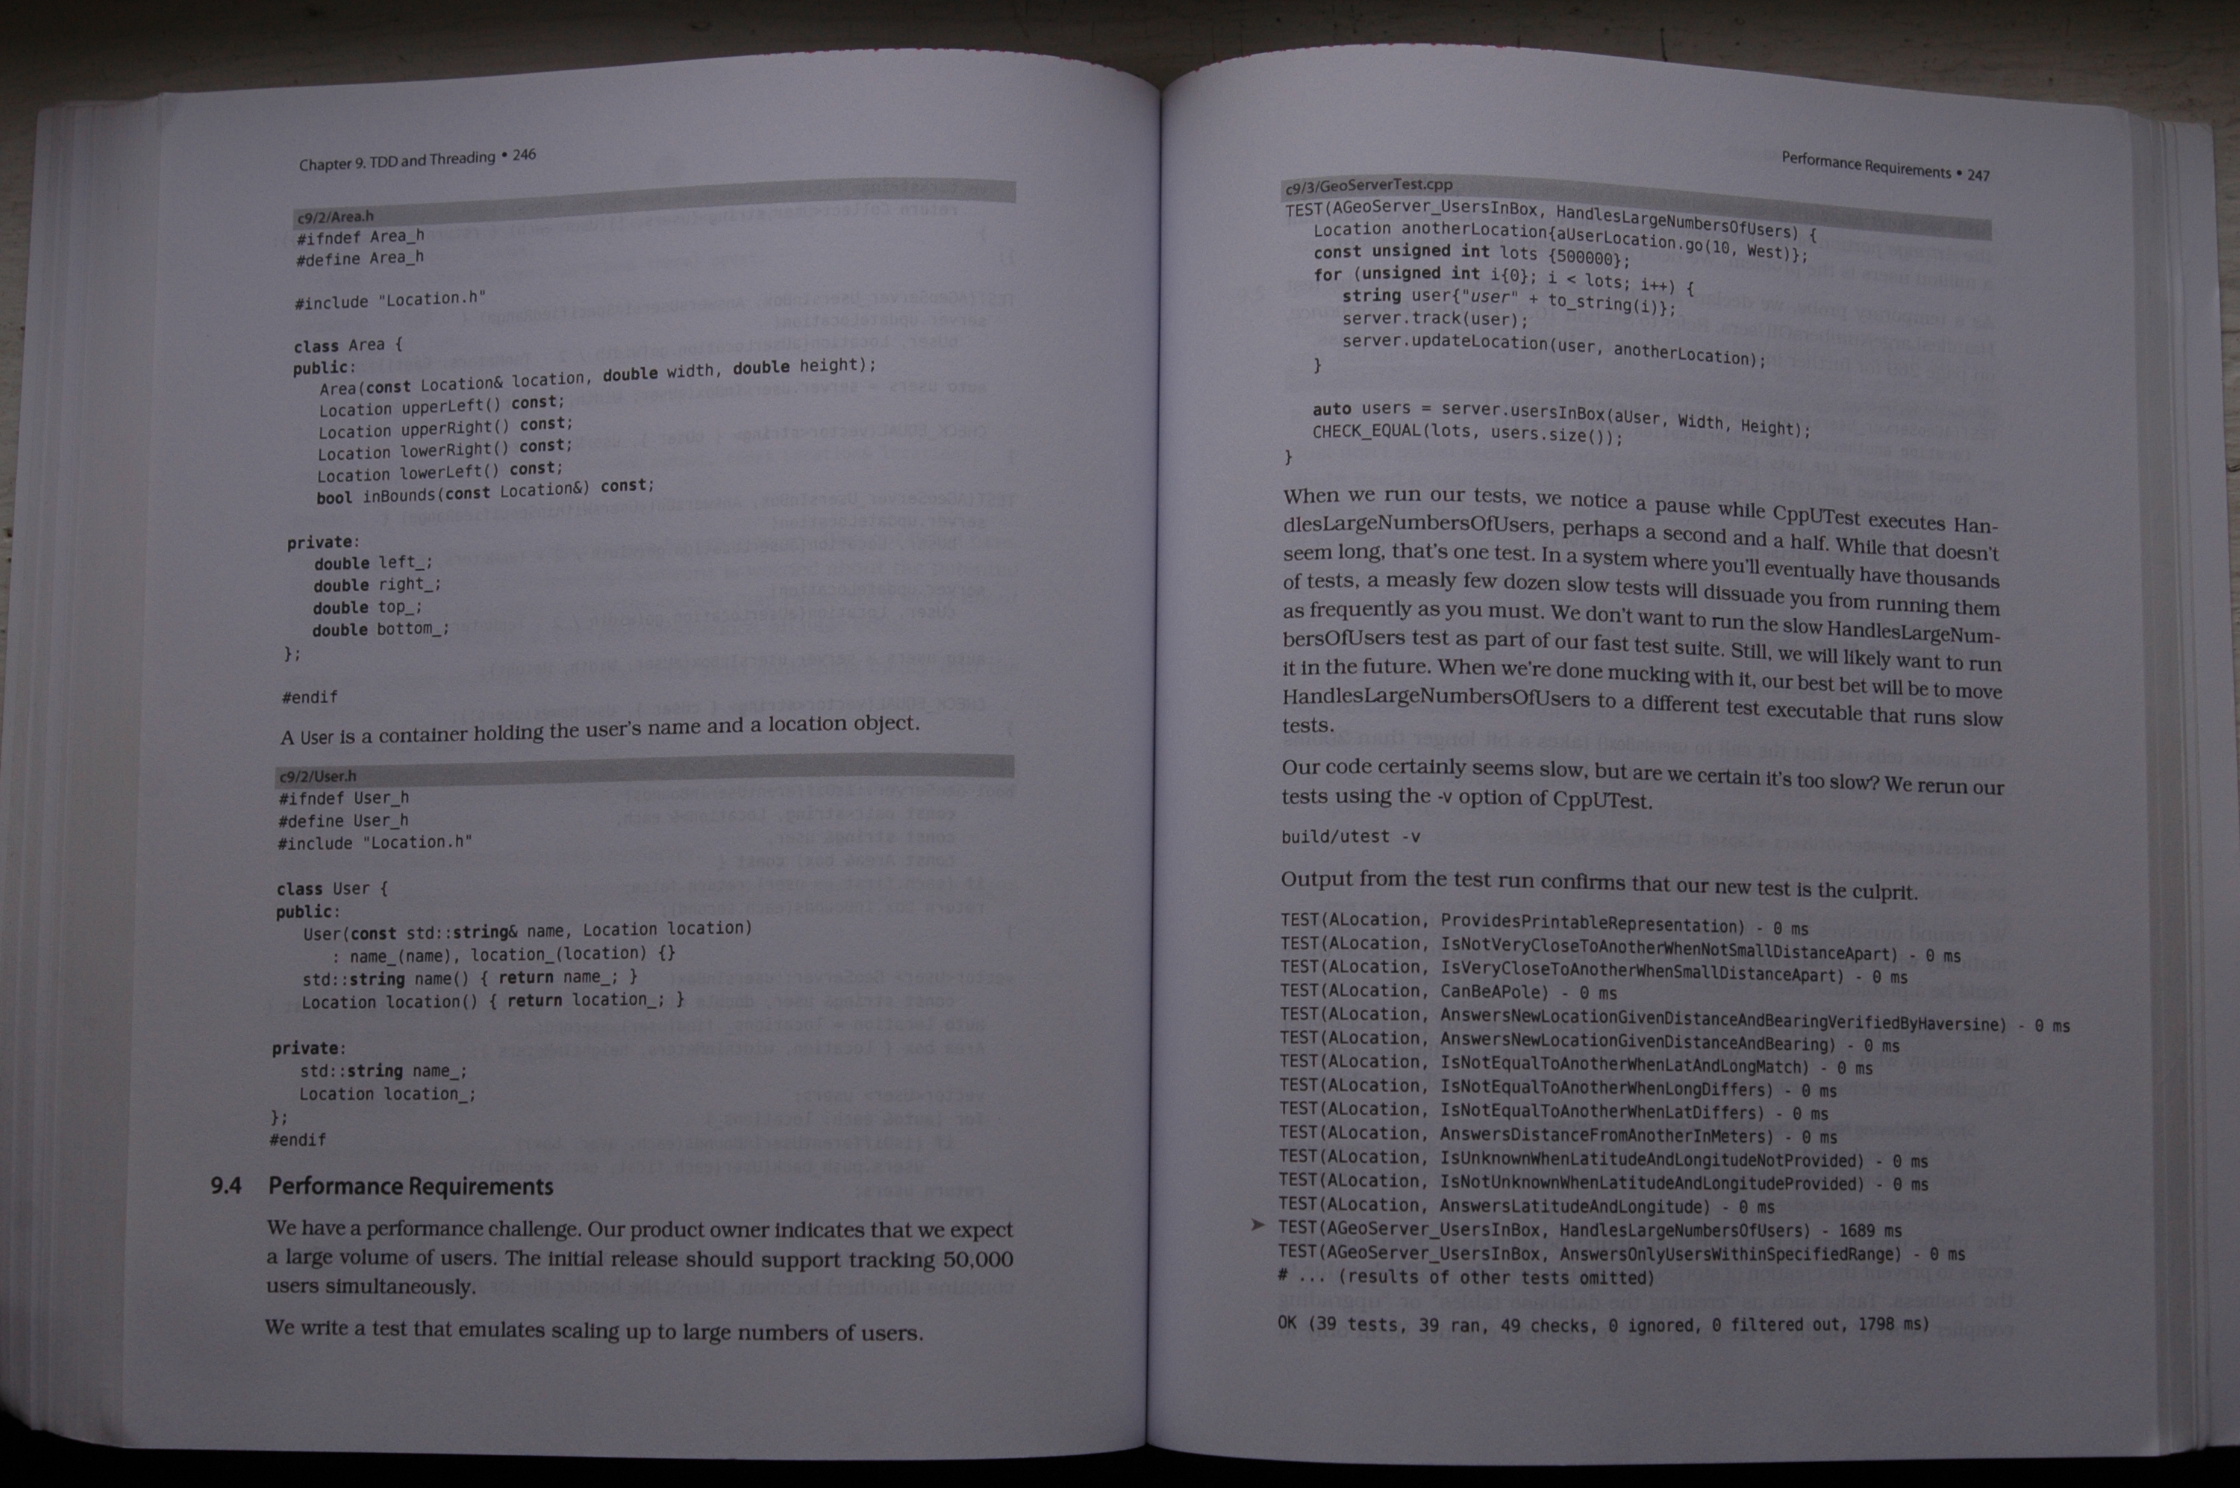 Chapter 9. TDD and Threading • 246
c9/2/Area.h
#ifndef Area_h
#define Area_h
#include "Location.h"
class Area {
public:
Area(const Location& location, double width, double height);
Location upperLeft() const;
Location upperRight() const;
Location lowerRight() const;
Location lowerLeft() const;
bool inBounds(const Location&) const;
private:
double left_;
double right_;
double top_;
double bottom_;
};
#endif
A User is a container holding the user's name and a location object.
c9/2/User.h
#ifndef User_h
#define User_h
#include "Location.h"
class User {
public:
User(const std::string& name, Location location)
: name_(name), location_(location) {}
std::string name() { return name_; }
Location location() { return location_; }
private:
std::string name_;
Location location_;
};
#endif
9.4 Performance Requirements
We have a performance challenge. Our product owner indicates that we expect
a large volume of users. The initial release should support tracking 50,000
users simultaneously.
We write a test that emulates scaling up to large numbers of users.
Performance Requirements • 247
c9/3/GeoServerTest.cpp
TEST(AGeoServer_UsersInBox, HandlesLargeNumbersOfUsers) {
Location anotherLocation{aUserLocation.go(10, West)};
const unsigned int lots {500000};
for (unsigned int i{0}; i < lots; i++) {
string user{"user" + to_string(i)};
server.track(user);
server.updateLocation(user, anotherLocation);
}
auto users = server.usersInBox(aUser, Width, Height);
CHECK_EQUAL(lots, users.size());
}
When we run our tests, we notice a pause while CppUTest executes Han-
dlesLargeNumbersOfUsers, perhaps a second and a half. While that doesn't
seem long, that's one test. In a system where you'll eventually have thousands
of tests, a measly few dozen slow tests will dissuade you from running them
as frequently as you must. We don't want to run the slow HandlesLargeNum-
bersOfUsers test as part of our fast test suite. Still, we will likely want to run
it in the future. When we're done mucking with it, our best bet will be to move
HandlesLargeNumbersOfUsers to a different test executable that runs slow
tests.
Our code certainly seems slow, but are we certain it's too slow? We rerun our
tests using the -v option of CppUTest.
build/utest -v
Output from the test run confirms that our new test is the culprit.
TEST(ALocation, ProvidesPrintableRepresentation) - 0 ms
TEST(ALocation, IsNotVeryCloseToAnotherWhenNotSmallDistanceApart) - 0 ms
TEST(ALocation, IsVeryCloseToAnotherWhenSmallDistanceApart) - 0 ms
TEST(ALocation, CanBeAPole) - 0 ms
TEST(ALocation, AnswersNewLocationGivenDistanceAndBearingVerifiedByHaversine) - 0 ms
TEST(ALocation, AnswersNewLocationGivenDistanceAndBearing) - 0 ms
TEST(ALocation, IsNotEqualToAnotherWhenLatAndLongMatch) - 0 ms
TEST(ALocation, IsNotEqualToAnotherWhenLongDiffers) - 0 ms
TEST(ALocation, IsNotEqualToAnotherWhenLatDiffers) - 0 ms
TEST(ALocation, AnswersDistanceFromAnotherInMeters) - 0 ms
TEST(ALocation, IsUnknownWhenLatitudeAndLongitudeNotProvided) - 0 ms
TEST(ALocation, IsNotUnknownWhenLatitudeAndLongitudeProvided) - 0 ms
TEST(ALocation, AnswersLatitudeAndLongitude) - 0 ms
➤ TEST(AGeoServer_UsersInBox, HandlesLargeNumbersOfUsers) - 1689 ms
TEST(AGeoServer_UsersInBox, AnswersOnlyUsersWithinSpecifiedRange) - 0 ms
# ... (results of other tests omitted)
OK (39 tests, 39 ran, 49 checks, 0 ignored, 0 filtered out, 1798 ms)